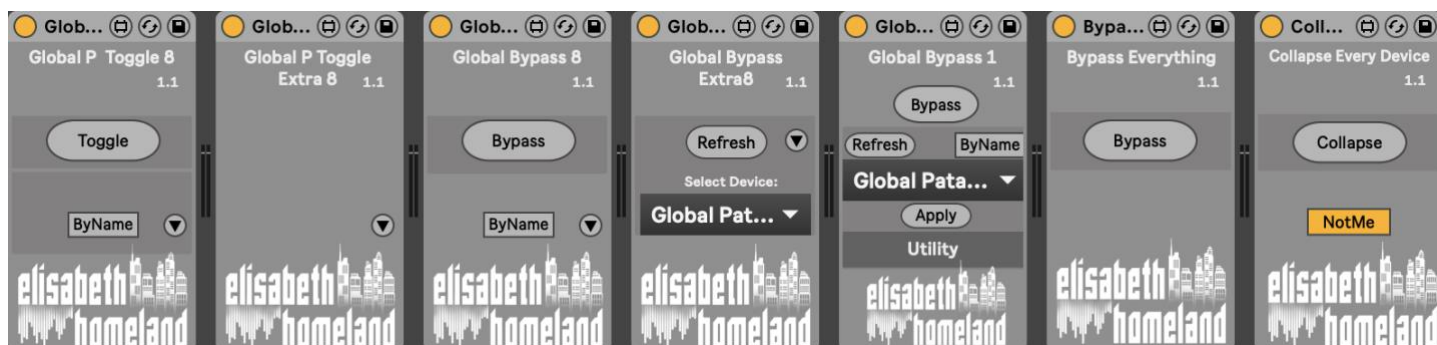 Glob...
Global P Toggle 8
1.1
Toggle
ByName
elisabeth
homeland
Glob...
Global P Toggle
Extra 8 1.1
elisabeth
homeland
Glob...
Global Bypass 8
1.1
Bypass
ByName
elisabeth
homeland
Glob...
Global Bypass
Extra8 1.1
Refresh
Select Device:
Global Pat...
elisabeth
homeland
Glob...
Global Bypass 1
1.1
Bypass
Refresh ByName
Global Pata...
Apply
Utility
elisabeth
homeland
Bypa...
Bypass Everything
1.1
Bypass
elisabeth
homeland
Coll...
Collapse Every Device
1.1
Collapse
NotMe
elisabeth
homeland